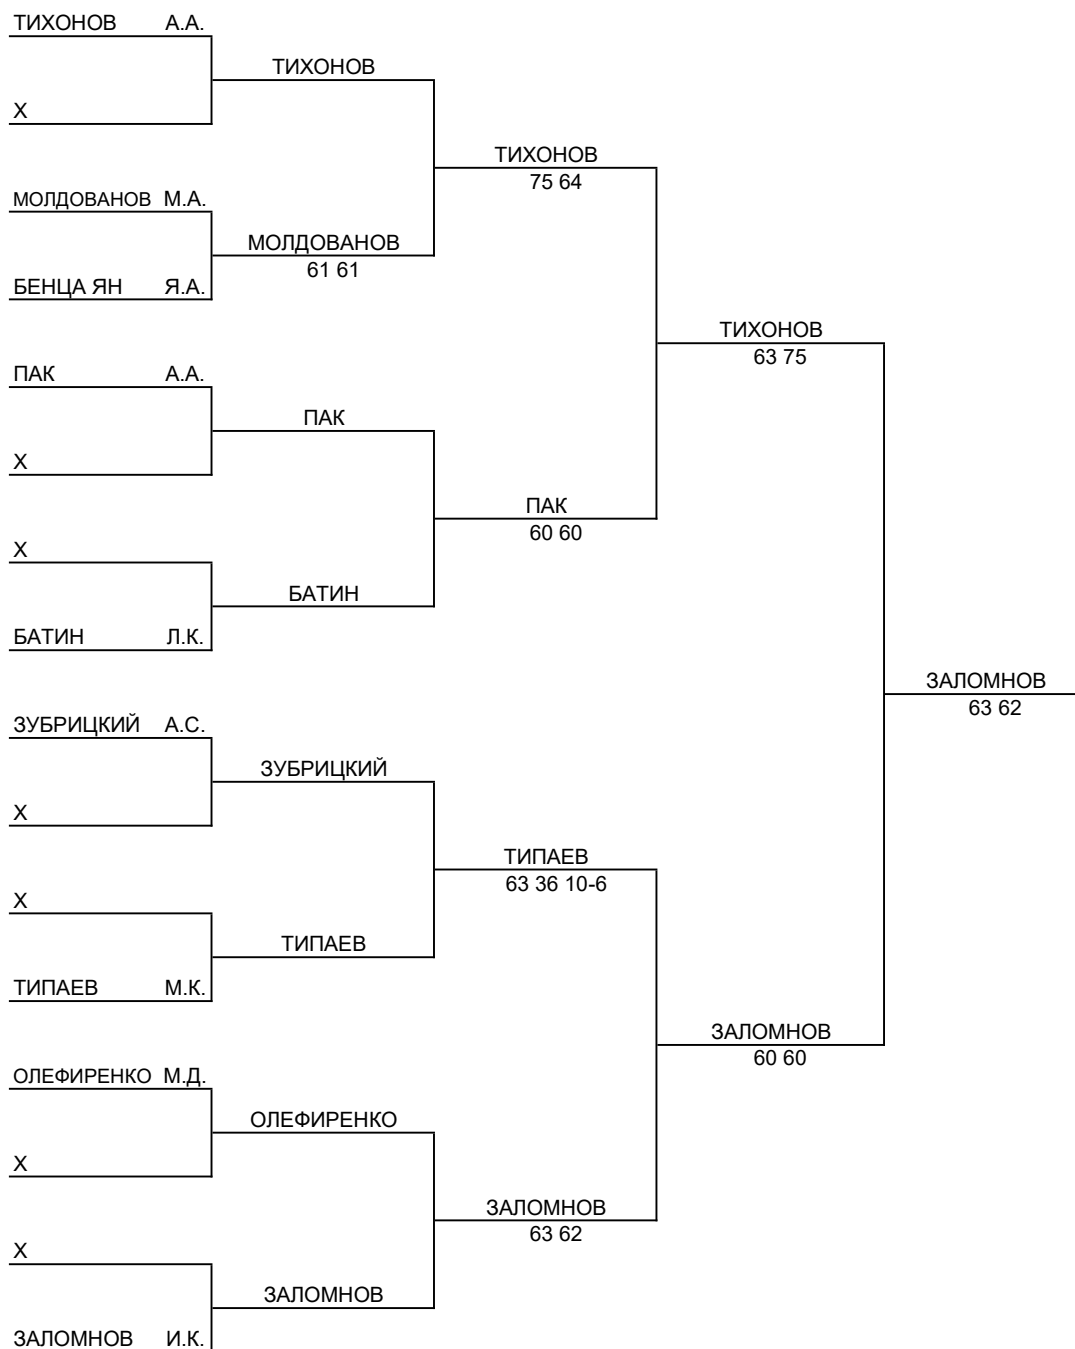 ТИХОНОВ А.А.
ТИХОНОВ
Х
ТИХОНОВ
75 64
МОЛДОВАНОВ М.А.
МОЛДОВАНОВ
61 61
БЕНЦА ЯН Я.А.
ТИХОНОВ
63 75
ПАК А.А.
ПАК
Х
ПАК
60 60
Х
БАТИН
БАТИН Л.К.
ЗАЛОМНОВ
63 62
ЗУБРИЦКИЙ А.С.
ЗУБРИЦКИЙ
Х
ТИПАЕВ
63 36 10-6
Х
ТИПАЕВ
ТИПАЕВ М.К.
ЗАЛОМНОВ
60 60
ОЛЕФИРЕНКО М.Д.
ОЛЕФИРЕНКО
Х
ЗАЛОМНОВ
63 62
Х
ЗАЛОМНОВ
ЗАЛОМНОВ И.К.